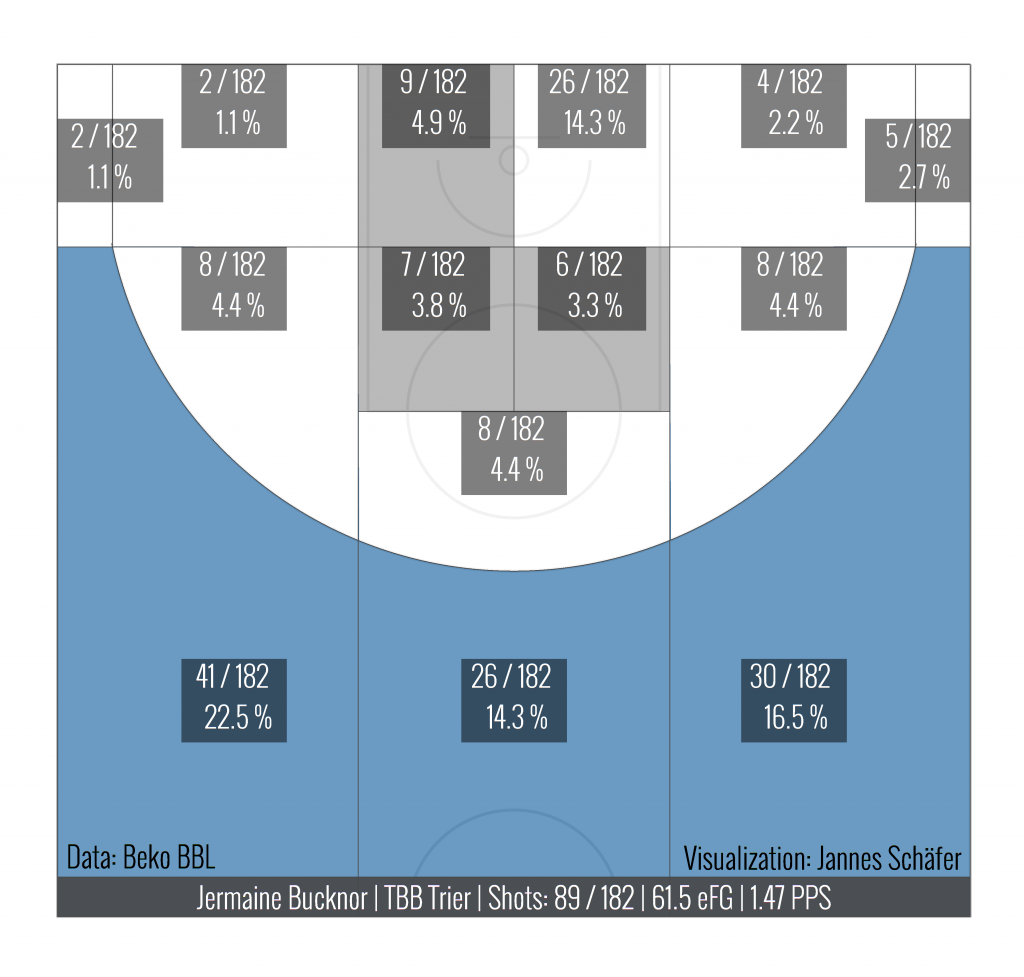 2 / 182
1.1 %
9 / 182
4.9 %
26 / 182
14.3 %
4 / 182
2.2 %
2 / 182
1.1 %
5 / 182
2.7 %
8 / 182
4.4 %
7 / 182
3.8 %
6 / 182
3.3 %
8 / 182
4.4 %
8 / 182
4.4 %
41 / 182
22.5 %
26 / 182
14.3 %
30 / 182
16.5 %
Data: Beko BBL
Visualization: Jannes Schäfer
Jermaine Bucknor | TBB Trier | Shots: 89 / 182 | 61.5 eFG | 1.47 PPS